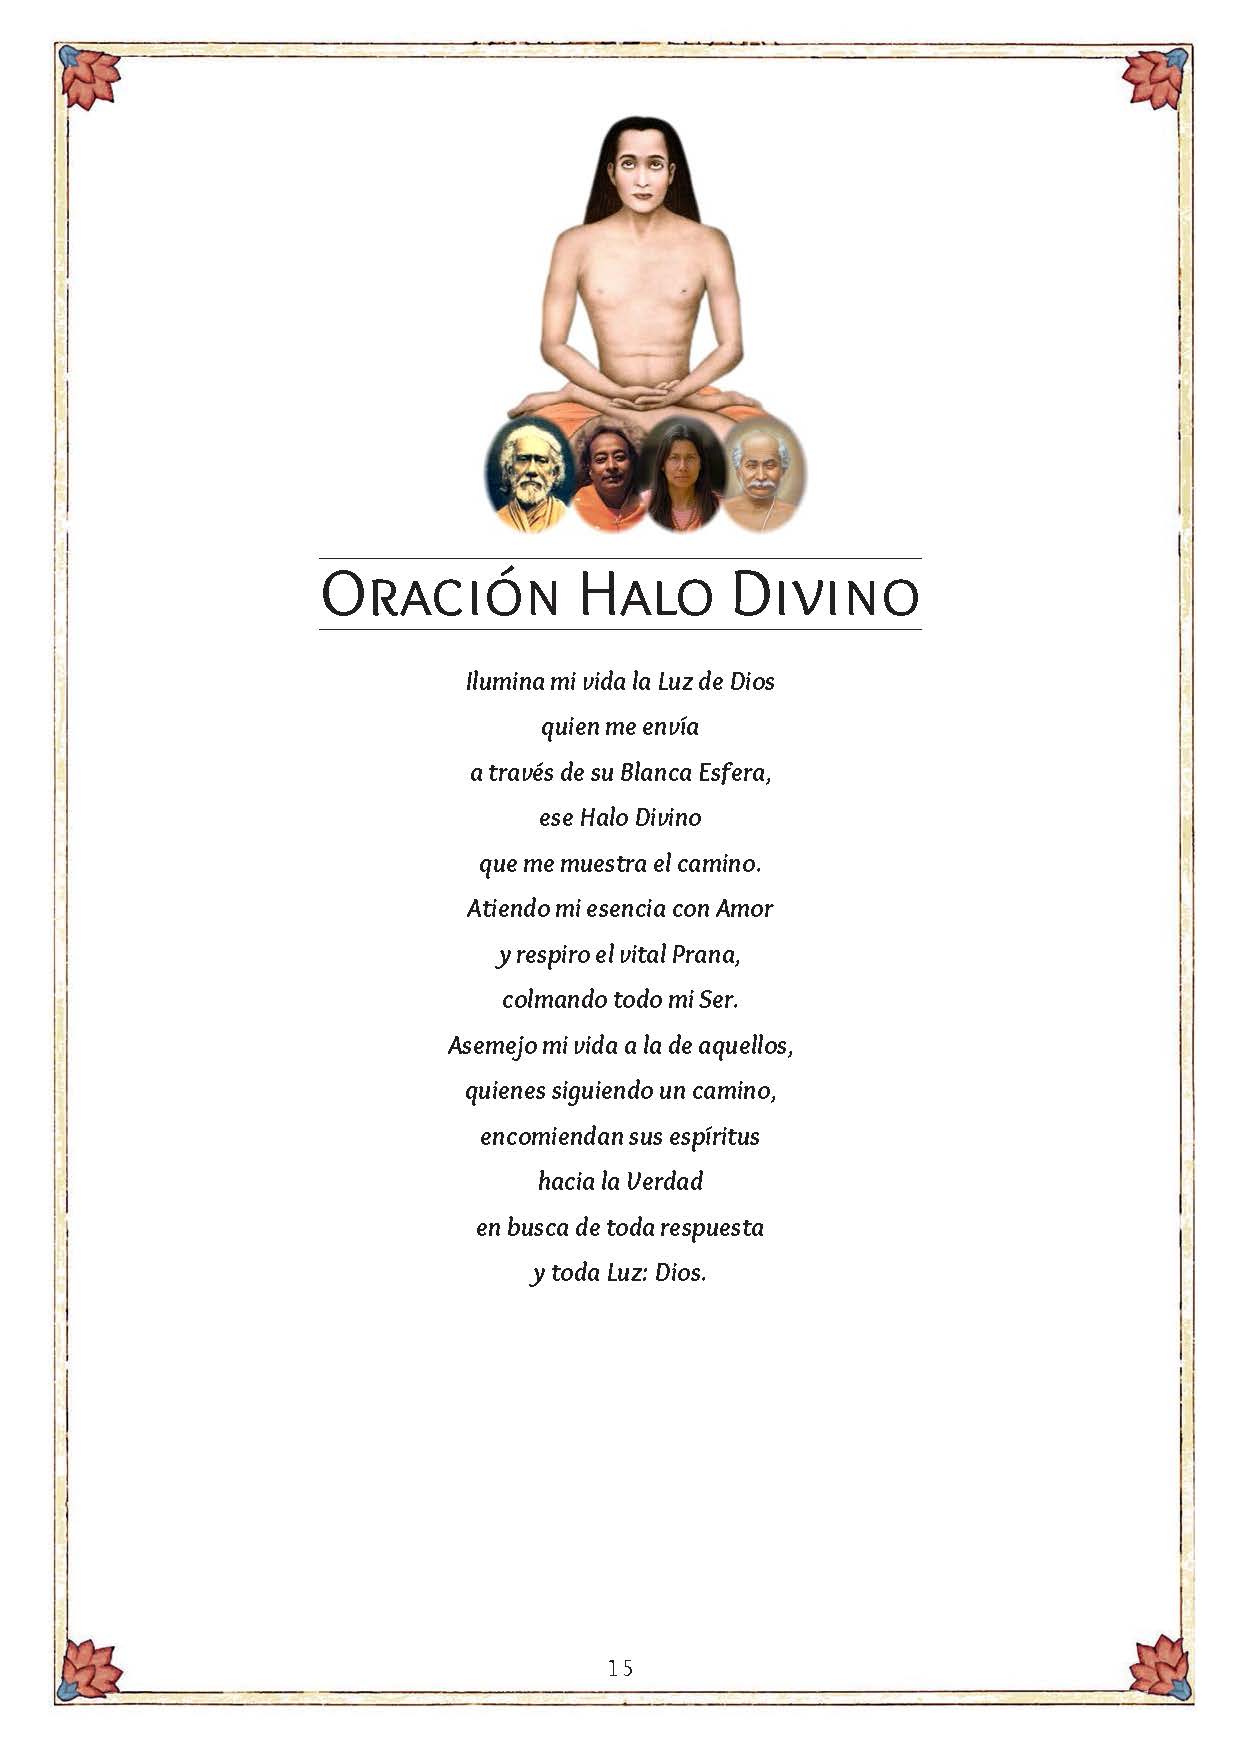 Oración Halo Divino
Ilumina mi vida la Luz de Dios
quien me envía
a través de su Blanca Esfera,
ese Halo Divino
que me muestra el camino.
Atiendo mi esencia con Amor
y respiro el vital Prana,
colmando todo mi Ser.
Asemejo mi vida a la de aquellos,
quienes siguiendo un camino,
encomiendan sus espíritus
hacia la Verdad
en busca de toda respuesta
y toda Luz: Dios.
15